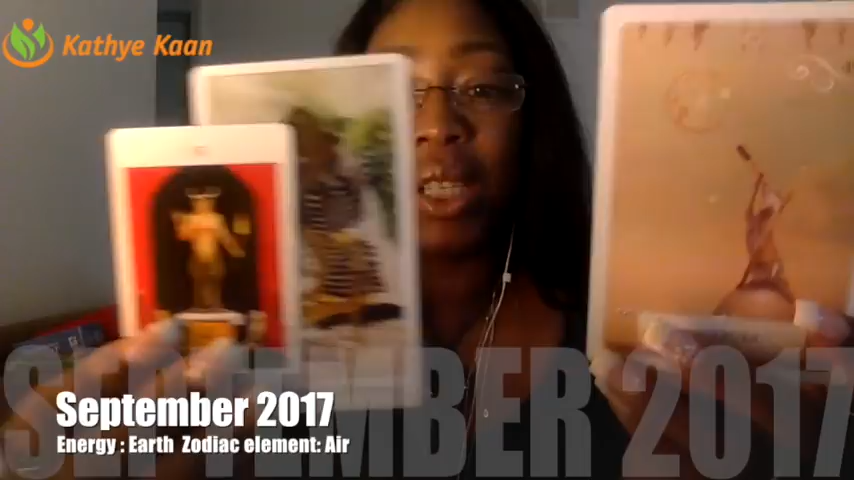 Kathye Kaan
SEPTEMBER 2017
September 2017
Energy : Earth Zodiac element: Air